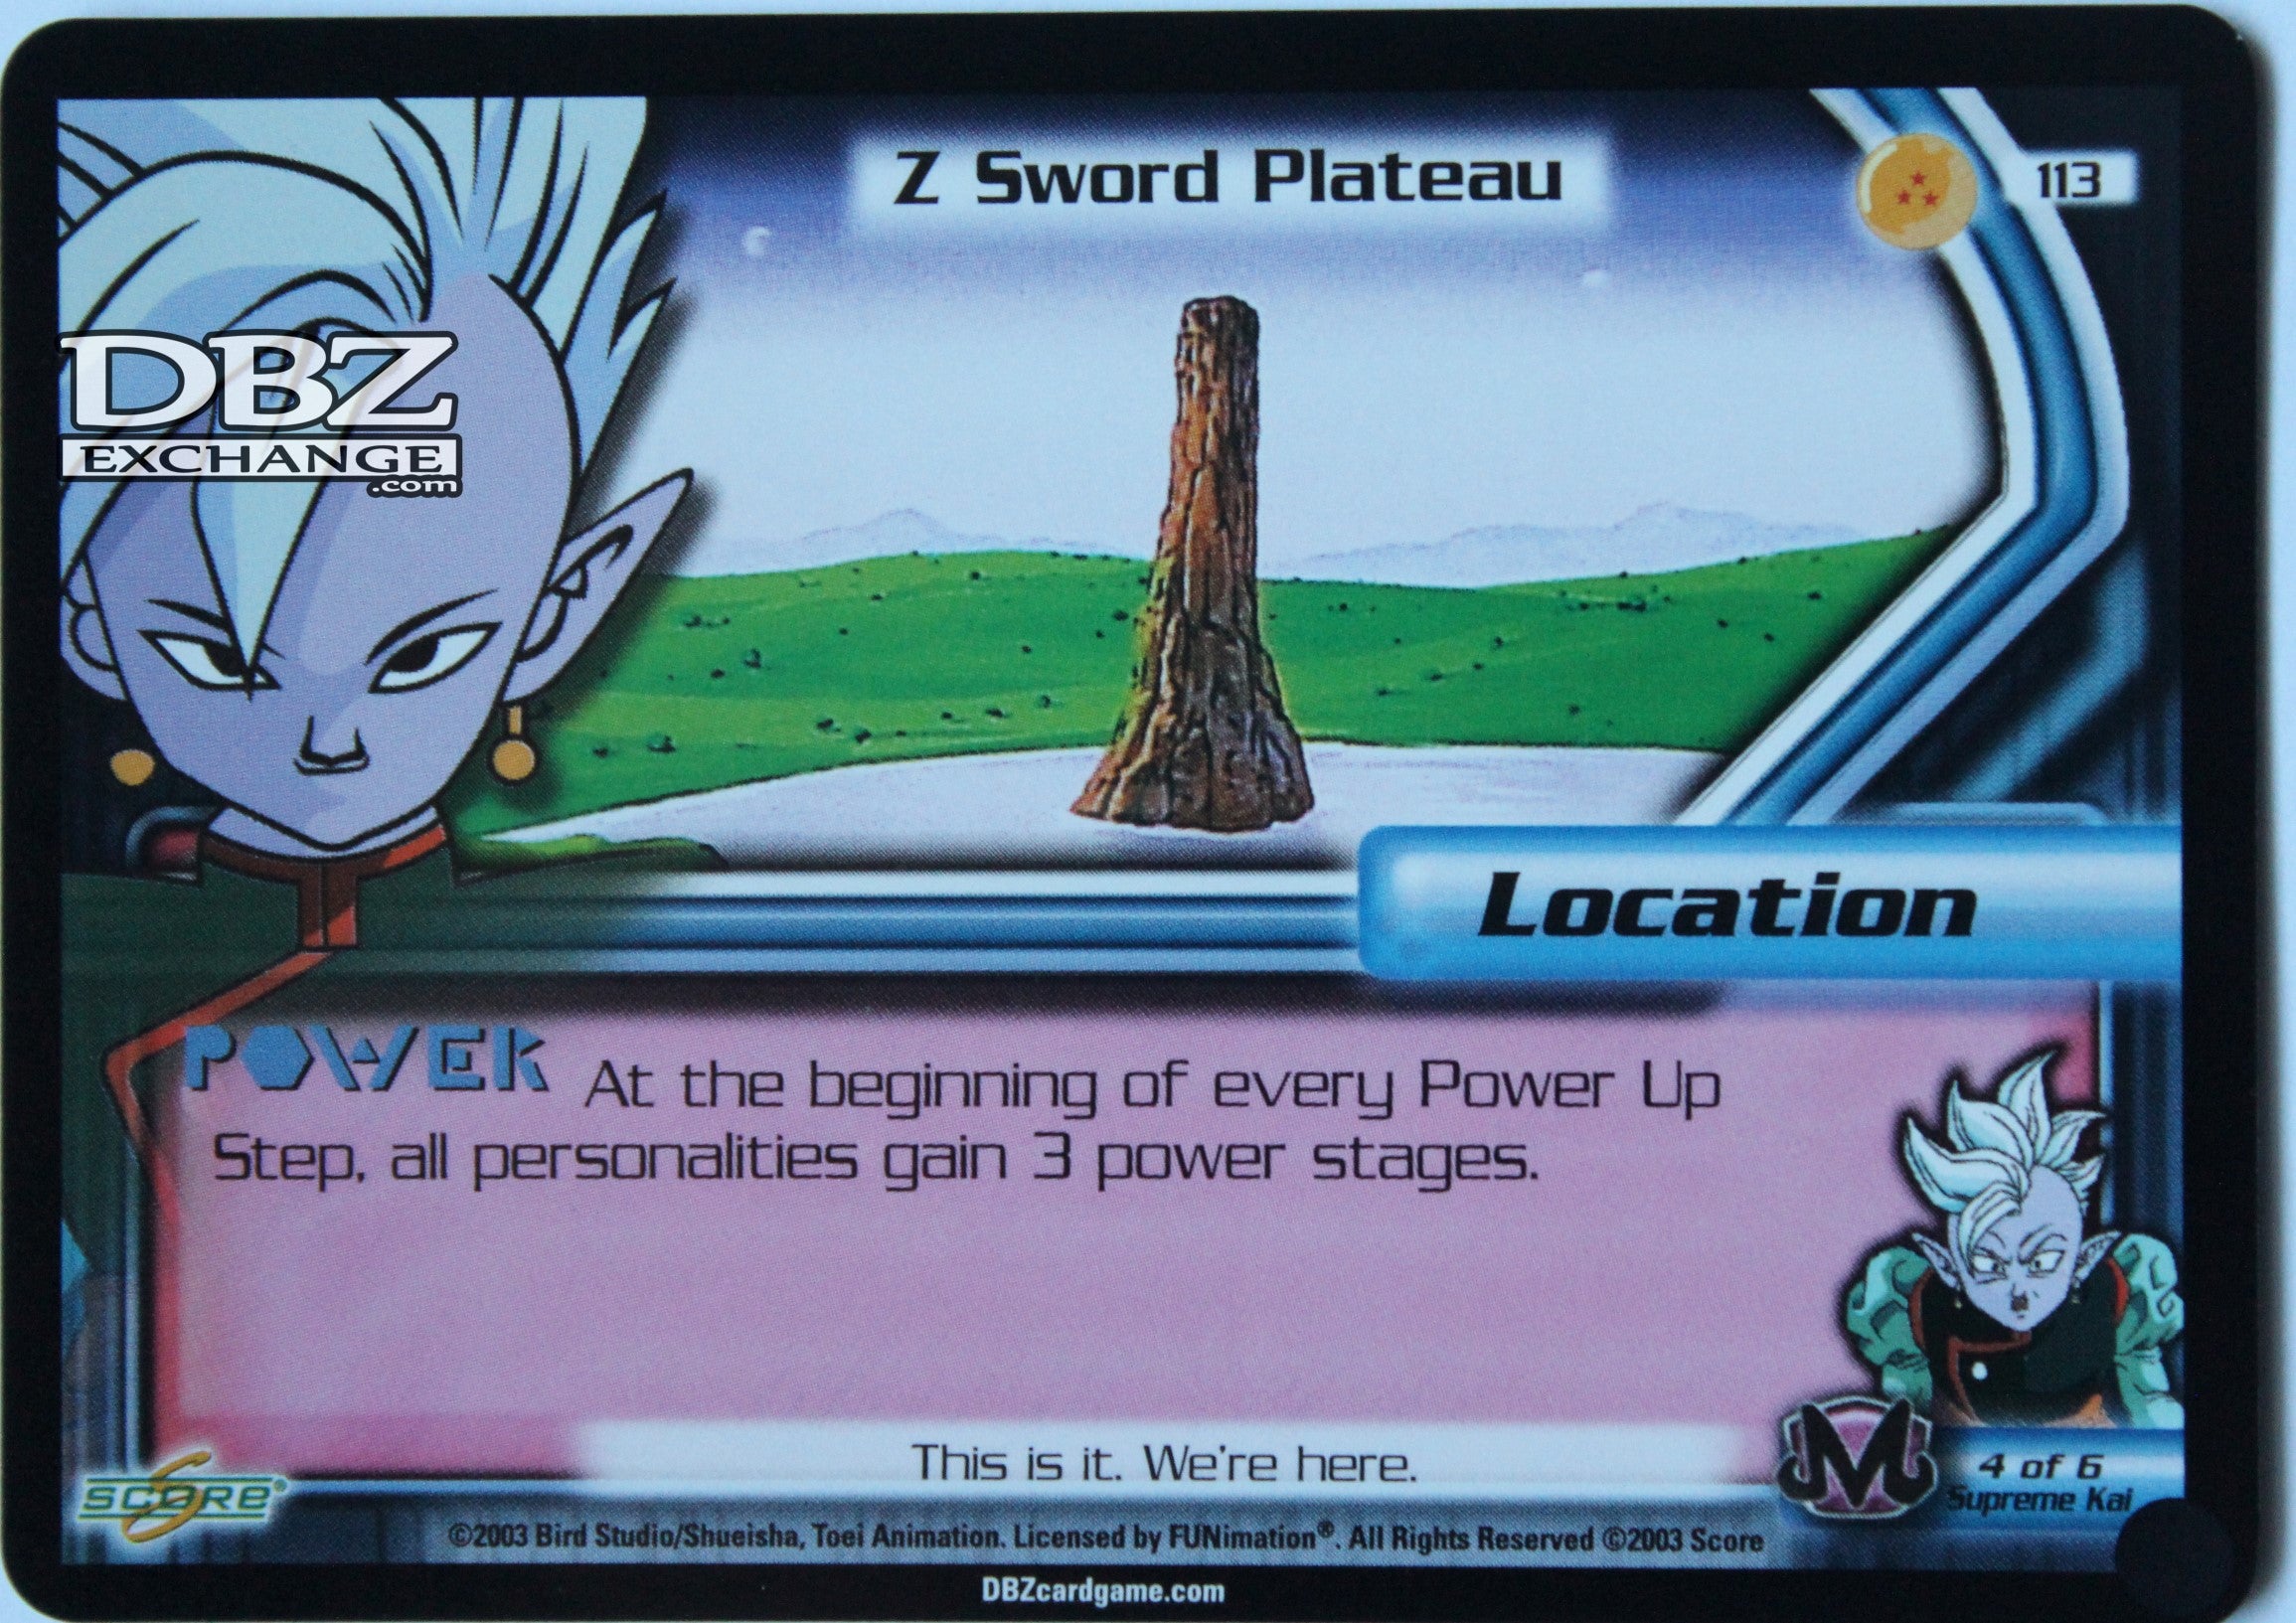 Z Sword Plateau
113
DBZ
EXCHANGE
.com
Location
POWER At the beginning of every Power Up
Step, all personalities gain 3 power stages.
This is it. We're here.
M
SCORE®
4 of 6
Supreme Kai
©2003 Bird Studio/Shueisha, Toei Animation. Licensed by FUNimation®. All Rights Reserved ©2003 Score
DBZcardgame.com